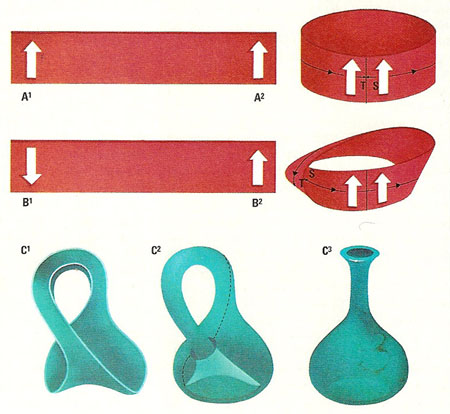 T S
A¹ A²
S
T
B¹ B²
C¹ C² C³